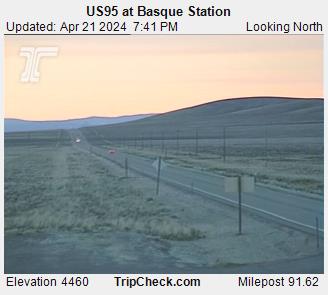 US95 at Basque Station
Updated: Apr 21 2024 7:41 PM Looking North
Elevation 4460 TripCheck.com Milepost 91.62